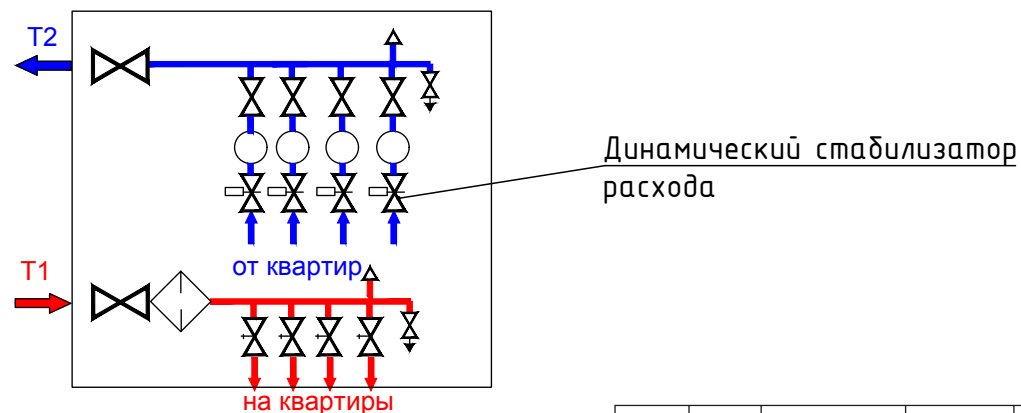 T2
Динамический стабилизатор
расхода
от квартир
T1
на квартиры